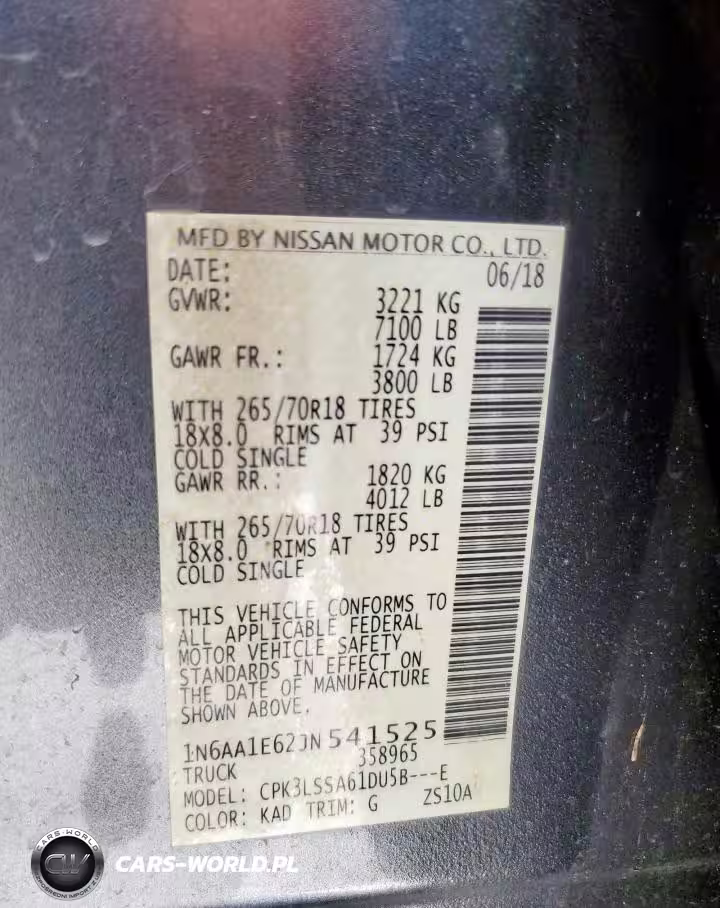 MFD BY NISSAN MOTOR CO., LTD.
DATE: 06/18
GVWR: 3221 KG
7100 LB
GAWR FR.: 1724 KG
3800 LB
WITH 265/70R18 TIRES
18X8.0 RIMS AT 39 PSI
COLD SINGLE
GAWR RR.: 1820 KG
4012 LB
WITH 265/70R18 TIRES
18X8.0 RIMS AT 39 PSI
COLD SINGLE
THIS VEHICLE CONFORMS TO
ALL APPLICABLE FEDERAL
MOTOR VEHICLE SAFETY
STANDARDS IN EFFECT ON
THE DATE OF MANUFACTURE
SHOWN ABOVE.
1N6AA1E62JN541525
358965
TRUCK
MODEL: CPK3LSSA61DU5B---E
COLOR: KAD TRIM: G ZS10A
CARS-WORLD
CW
CARS-WORLD.PL